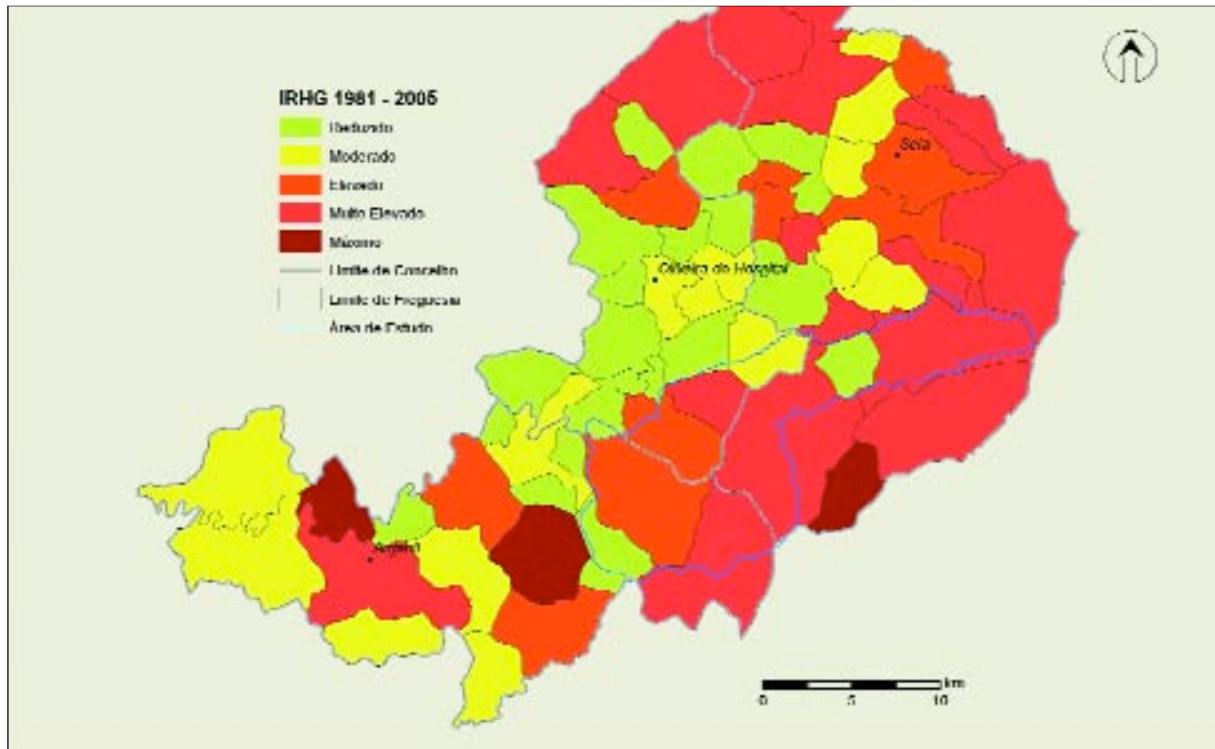 IRHG 1981 - 2005
Reduzido
Moderado
Elevado
Muito Elevado
Máximo
Limite de Concelho
Limite de Freguesia
Área de Estudo
Seia
Oliveira do Hospital
Arganil
km
0 5 10